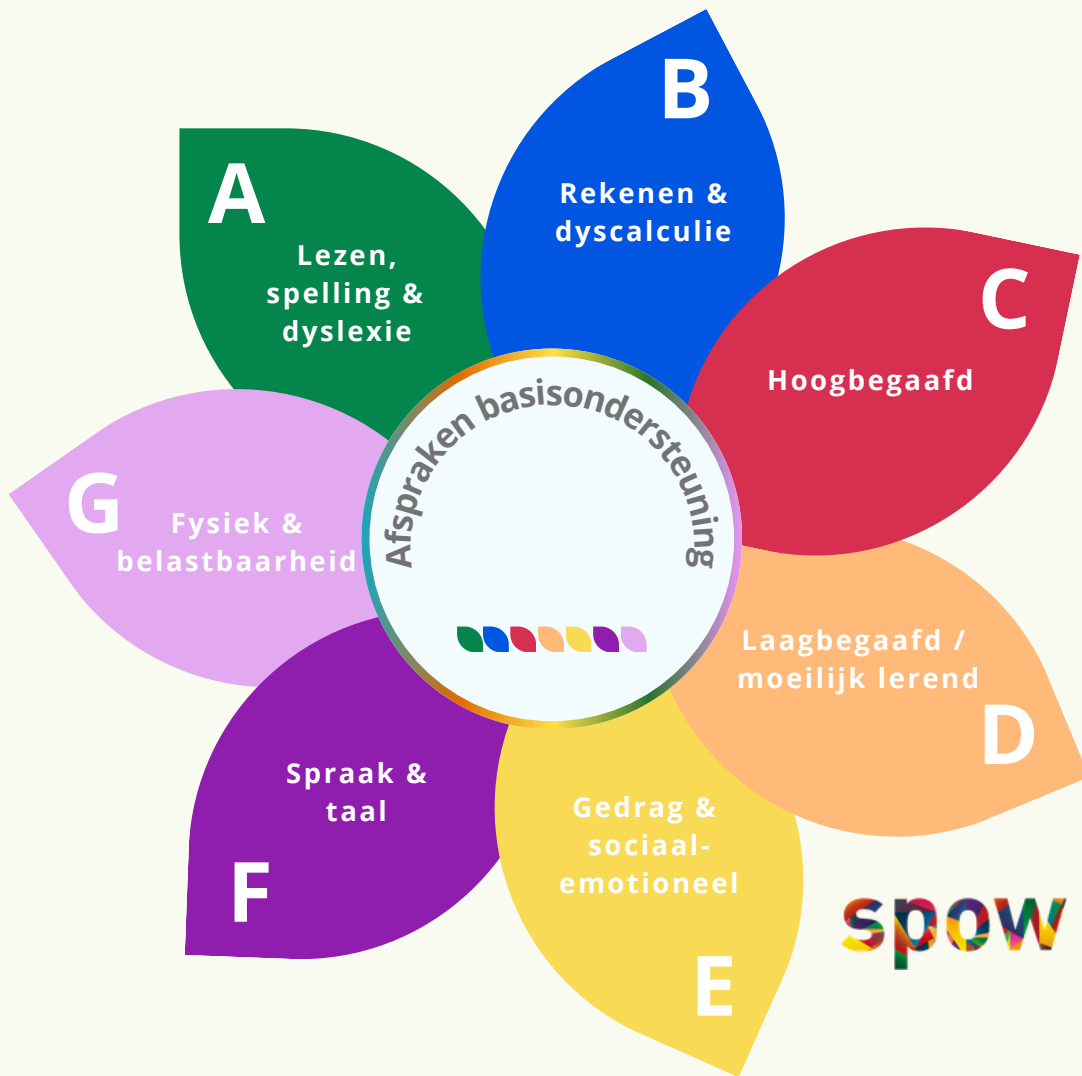 A
Lezen,
spelling &
dyslexie
B
Rekenen &
dyscalculie
C
Hoogbegaafd
D
Laagbegaafd /
moeilijk lerend
E
Gedrag &
sociaal-
emotioneel
F
Spraak &
taal
G
Fysiek &
belastbaarheid
Afspraken basisondersteuning
spow